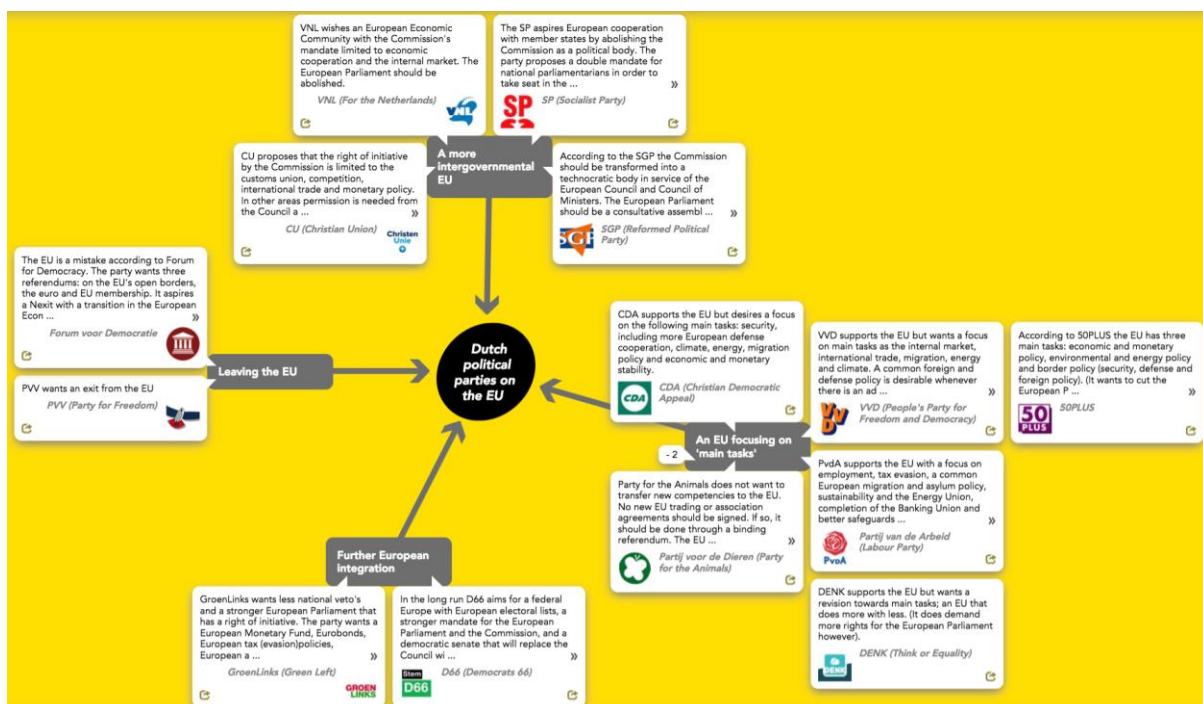 VNL wishes an European Economic
Community with the Commission's
mandate limited to economic
cooperation and the internal market. The
European Parliament should be
abolished.
VNL (For the Netherlands)
VNL
The SP aspires European cooperation
with member states by abolishing the
Commission as a political body. The
party proposes a double mandate for
national parliamentarians in order to
take seat in the ... »
SP
SP (Socialist Party)
CU proposes that the right of initiative
by the Commission is limited to the
customs union, competition,
international trade and monetary policy.
In other areas permission is needed from
the Council a ... »
CU (Christian Union)
Christen
Unie
A more
intergovernmental
EU
According to the SGP the Commission
should be transformed into a
technocratic body in service of the
European Council and Council of
Ministers. The European Parliament
should be a consultative assembl ... »
SGP
SGP (Reformed Political
Party)
The EU is a mistake according to Forum
for Democracy. The party wants three
referendums: on the EU's open borders,
the euro and EU membership. It aspires
a Nexit with a transition in the European
Econ ... »
Forum voor Democratie
Leaving the EU
PVV wants an exit from the EU
PVV (Party for Freedom)
Dutch
political
parties on
the EU
CDA supports the EU but desires a focus
on the following main tasks: security,
including more European defense
cooperation, climate, energy, migration
policy and economic and monetary
stability.
CDA
CDA (Christian Democratic
Appeal)
VVD supports the EU but wants a focus
on main tasks as the internal market,
international trade, migration, energy
and climate. A common foreign and
defense policy is desirable whenever
there is an ad ... »
VVD
VVD (People's Party for
Freedom and Democracy)
According to 50PLUS the EU has three
main tasks: economic and monetary
policy, environmental and energy policy
and border policy (security, defense and
foreign policy). (It wants to cut the
European P ... »
50
PLUS
50PLUS
An EU focusing on
'main tasks'
- 2
Party for the Animals does not want to
transfer new competencies to the EU.
No new EU trading or association
agreements should be signed. If so, it
should be done through a binding
referendum. The EU ... »
Partij voor de Dieren (Party
for the Animals)
PvdA supports the EU with a focus on
employment, tax evasion, a common
European migration and asylum policy,
sustainability and the Energy Union,
completion of the Banking Union and
better safeguards ... »
PvdA
Partij van de Arbeid
(Labour Party)
DENK supports the EU but wants a
revision towards main tasks; an EU that
does more with less. (It does demand
more rights for the European Parliament
however).
DENK
DENK (Think or Equality)
Further European
integration
GroenLinks wants less national veto's
and a stronger European Parliament that
has a right of initiative. The party wants a
European Monetary Fund, Eurobonds,
European tax (evasion)policies,
European a ... »
GroenLinks (Green Left)
GROEN
LINKS
In the long run D66 aims for a federal
Europe with European electoral lists, a
stronger mandate for the European
Parliament and the Commission, and a
democratic senate that will replace the
Council wi ... »
Stem
D66
D66 (Democrats 66)